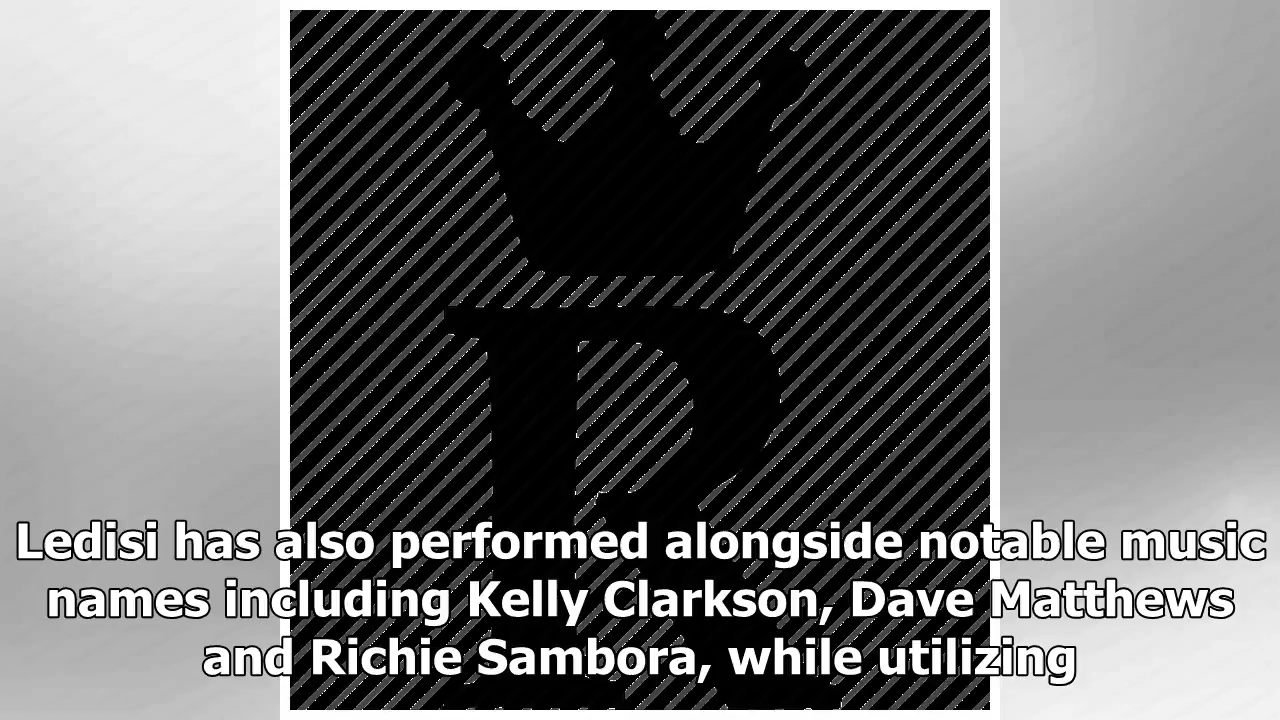 R
Ledisi has also performed alongside notable music
names including Kelly Clarkson, Dave Matthews
and Richie Sambora, while utilizing